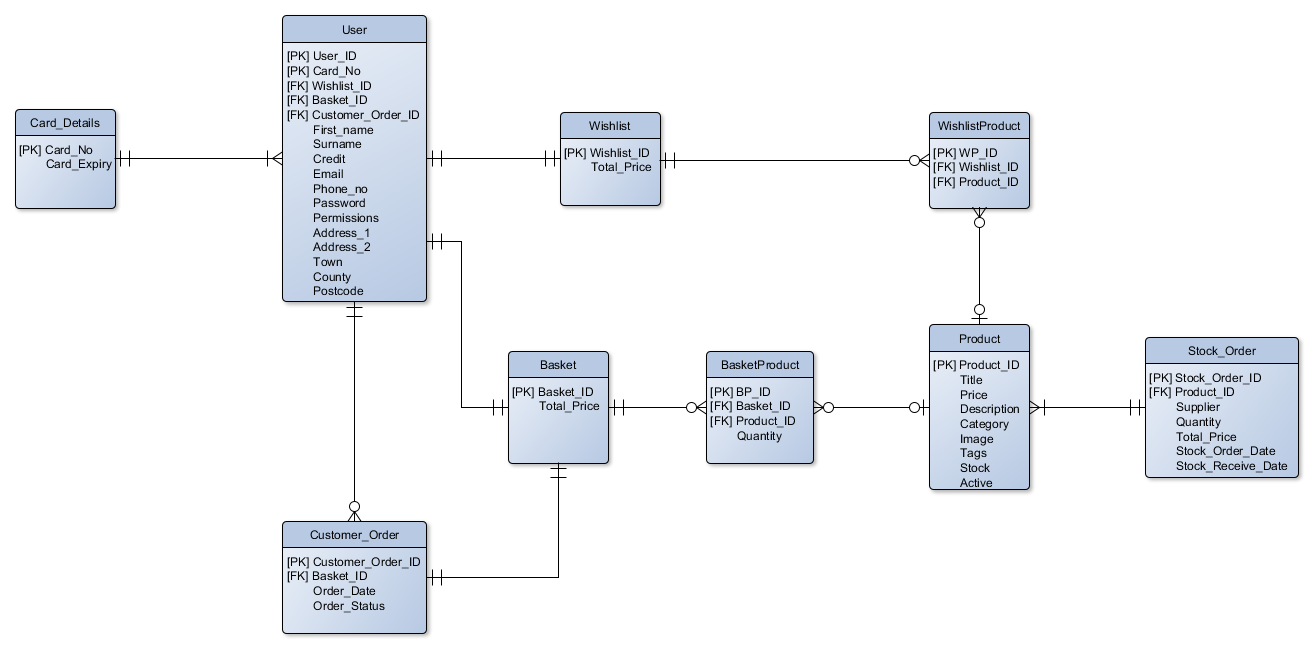 User
[PK] User_ID
[PK] Card_No
[FK] Wishlist_ID
[FK] Basket_ID
[FK] Customer_Order_ID
First_name
Surname
Credit
Email
Phone_no
Password
Permissions
Address_1
Address_2
Town
County
Postcode
Card_Details
[PK] Card_No
Card_Expiry
Wishlist
[PK] Wishlist_ID
Total_Price
WishlistProduct
[PK] WP_ID
[FK] Wishlist_ID
[FK] Product_ID
Basket
[PK] Basket_ID
Total_Price
BasketProduct
[PK] BP_ID
[FK] Basket_ID
[FK] Product_ID
Quantity
Product
[PK] Product_ID
Title
Price
Description
Category
Image
Tags
Stock
Active
Stock_Order
[PK] Stock_Order_ID
[FK] Product_ID
Supplier
Quantity
Total_Price
Stock_Order_Date
Stock_Receive_Date
Customer_Order
[PK] Customer_Order_ID
[FK] Basket_ID
Order_Date
Order_Status